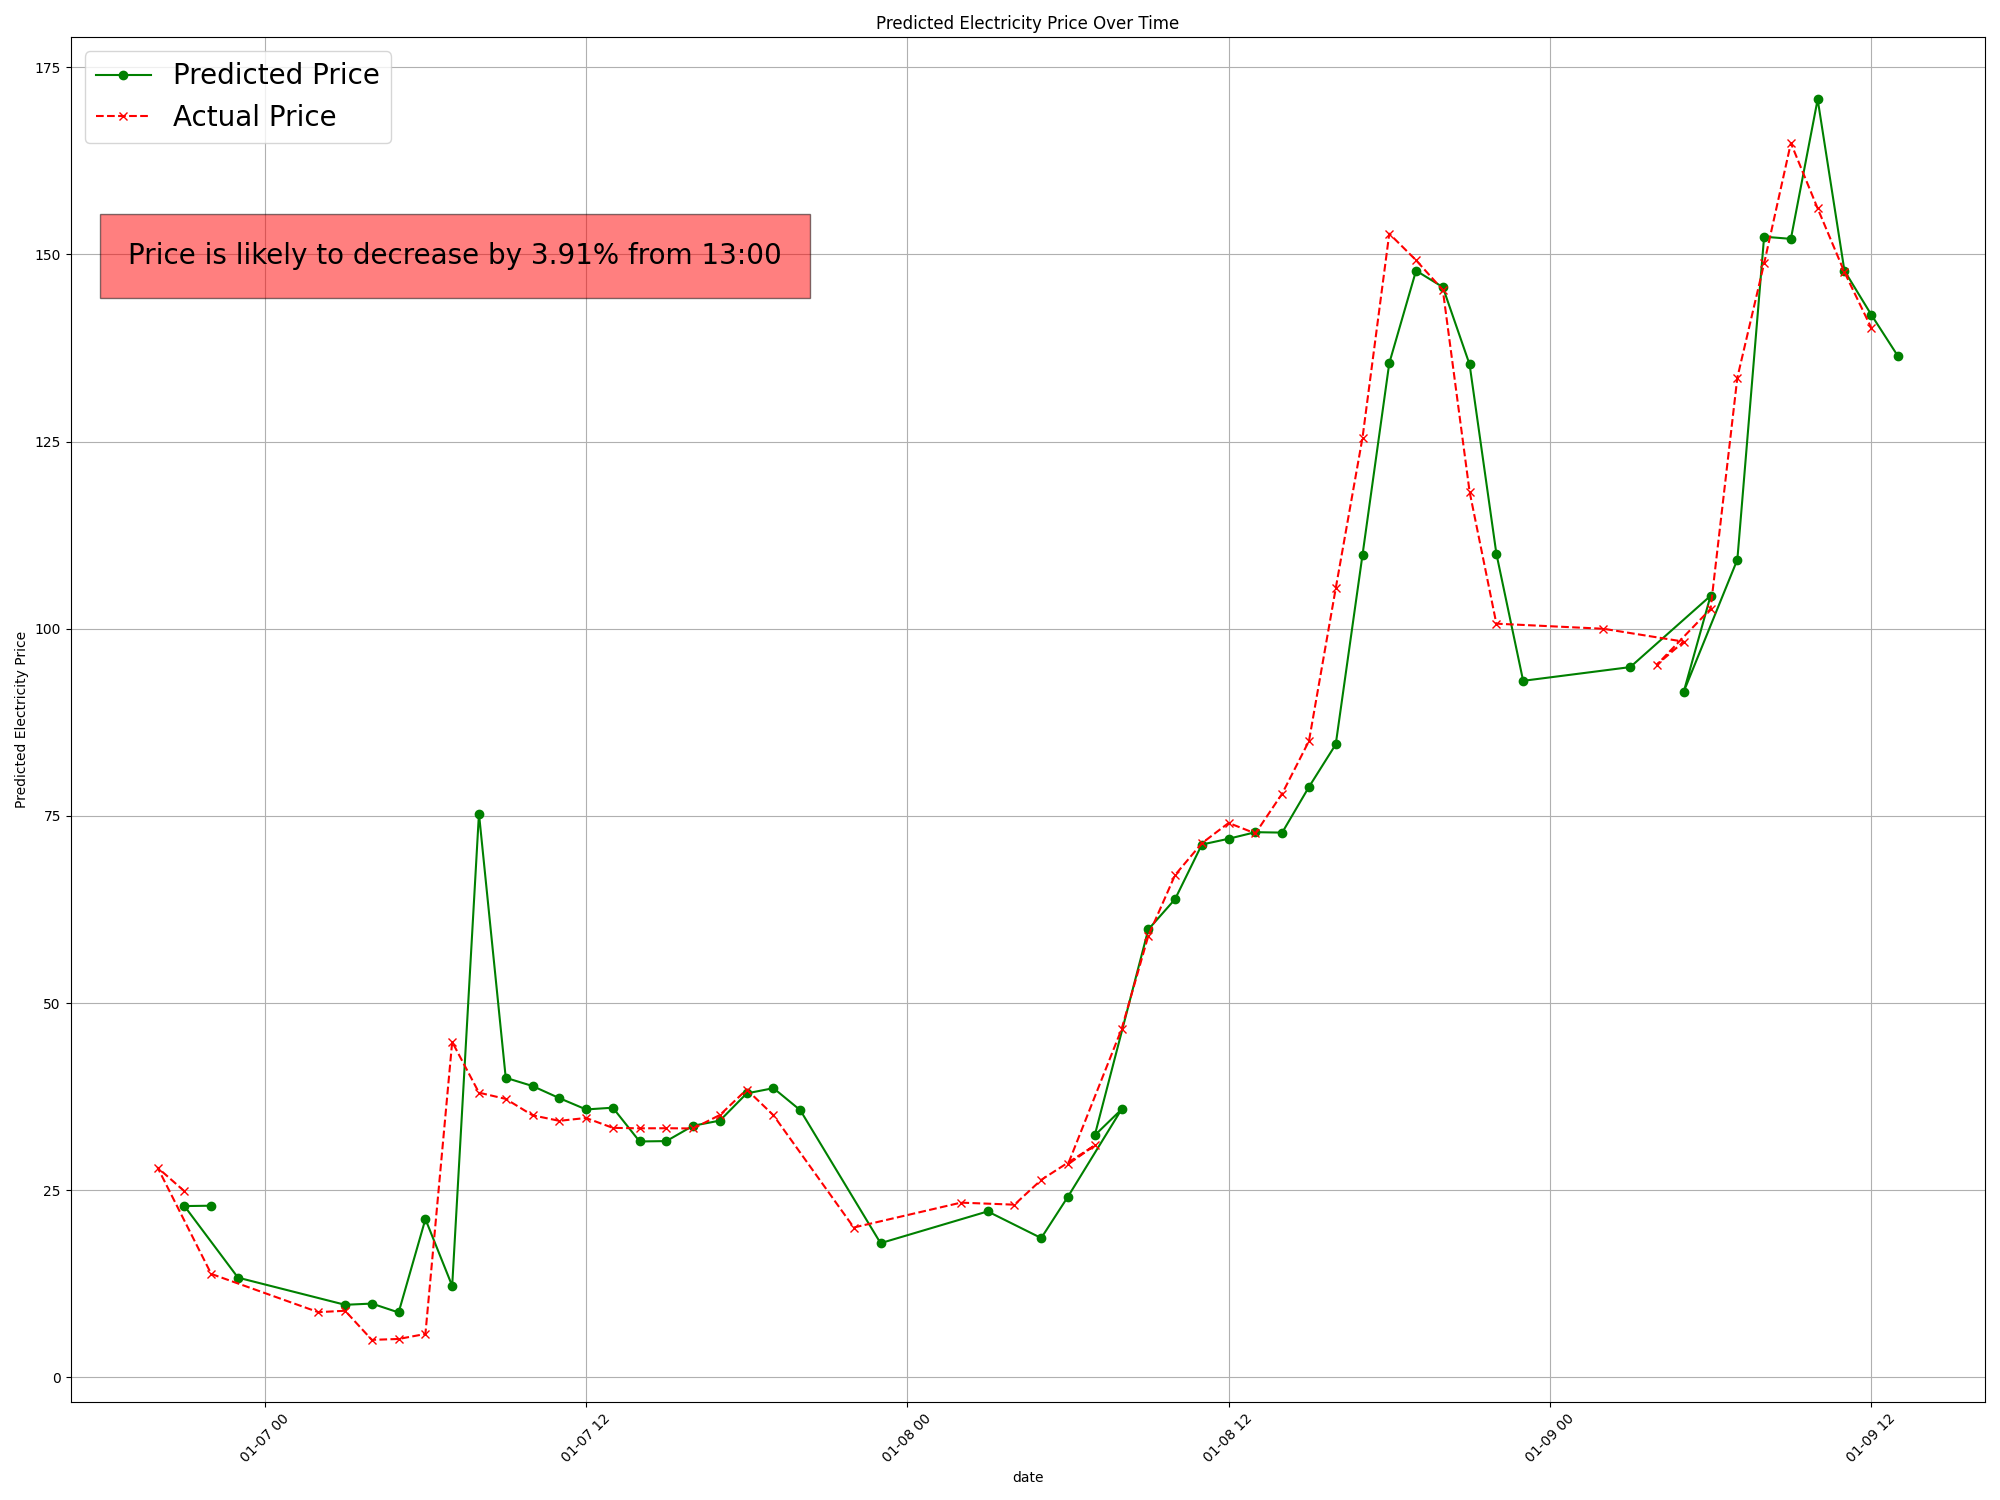 Predicted Electricity Price Over Time
Predicted Price
Actual Price
Price is likely to decrease by 3.91% from 13:00
Predicted Electricity Price
175
150
125
100
75
50
25
0
01-07 00
01-07 12
01-08 00
01-08 12
01-09 00
01-09 12
date